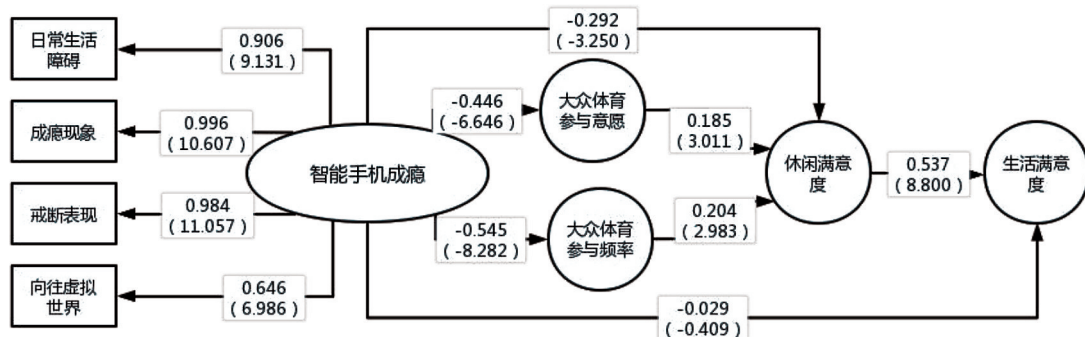 日常生活
障碍
0.906
( 9.131 )
成瘾现象
0.996
( 10.607 )
戒断表现
0.984
( 11.057 )
向往虚拟
世界
0.646
( 6.986 )
智能手机成瘾
-0.292
( -3.250 )
-0.446
( -6.646 )
大众体育
参与意愿
0.185
( 3.011 )
-0.545
( -8.282 )
大众体育
参与频率
0.204
( 2.983 )
休闲满意
度
0.537
( 8.800 )
生活满意
度
-0.029
( -0.409 )